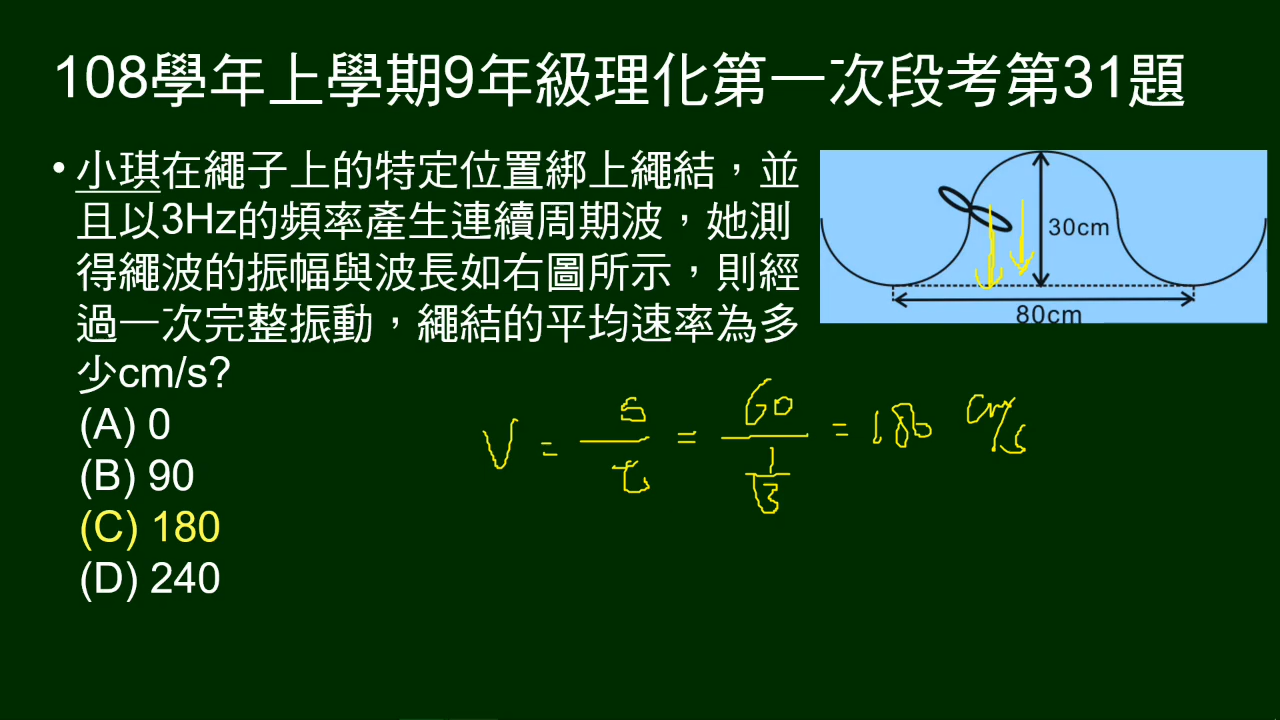 108學年上學期9年級理化第一次段考第31題
• 小琪在繩子上的特定位置綁上繩結，並
且以3Hz的頻率產生連續周期波，她測
得繩波的振幅與波長如右圖所示，則經
過一次完整振動，繩結的平均速率為多
少cm/s?
(A) 0
(B) 90
(C) 180
(D) 240
30cm
80cm
V = s/t = 60/(1/3) = 180 cm/s